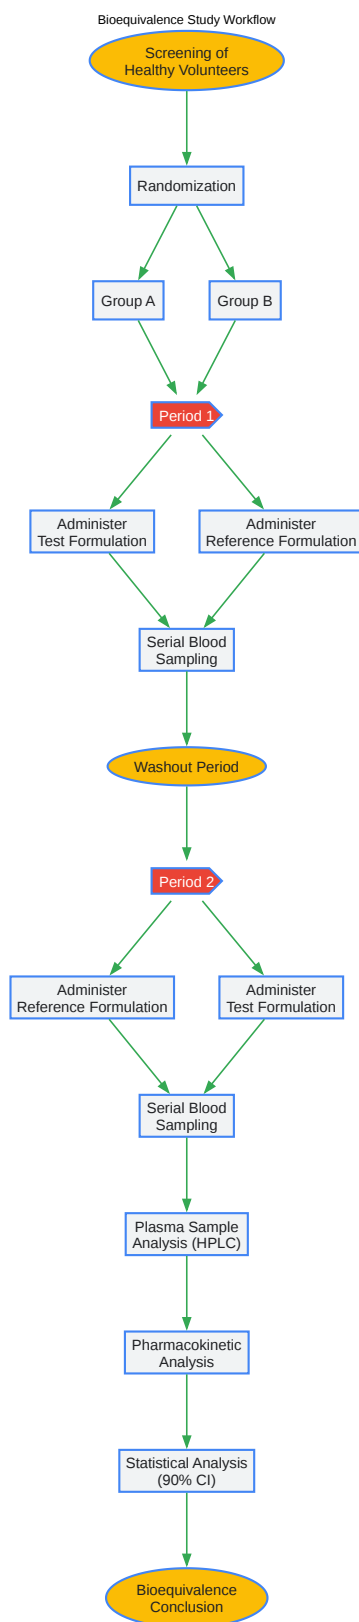 Bioequivalence Study Workflow
Screening of
Healthy Volunteers
Randomization
Group A
Group B
Period 1
Administer
Test Formulation
Administer
Reference Formulation
Serial Blood
Sampling
Washout Period
Period 2
Administer
Reference Formulation
Administer
Test Formulation
Serial Blood
Sampling
Plasma Sample
Analysis (HPLC)
Pharmacokinetic
Analysis
Statistical Analysis
(90% CI)
Bioequivalence
Conclusion